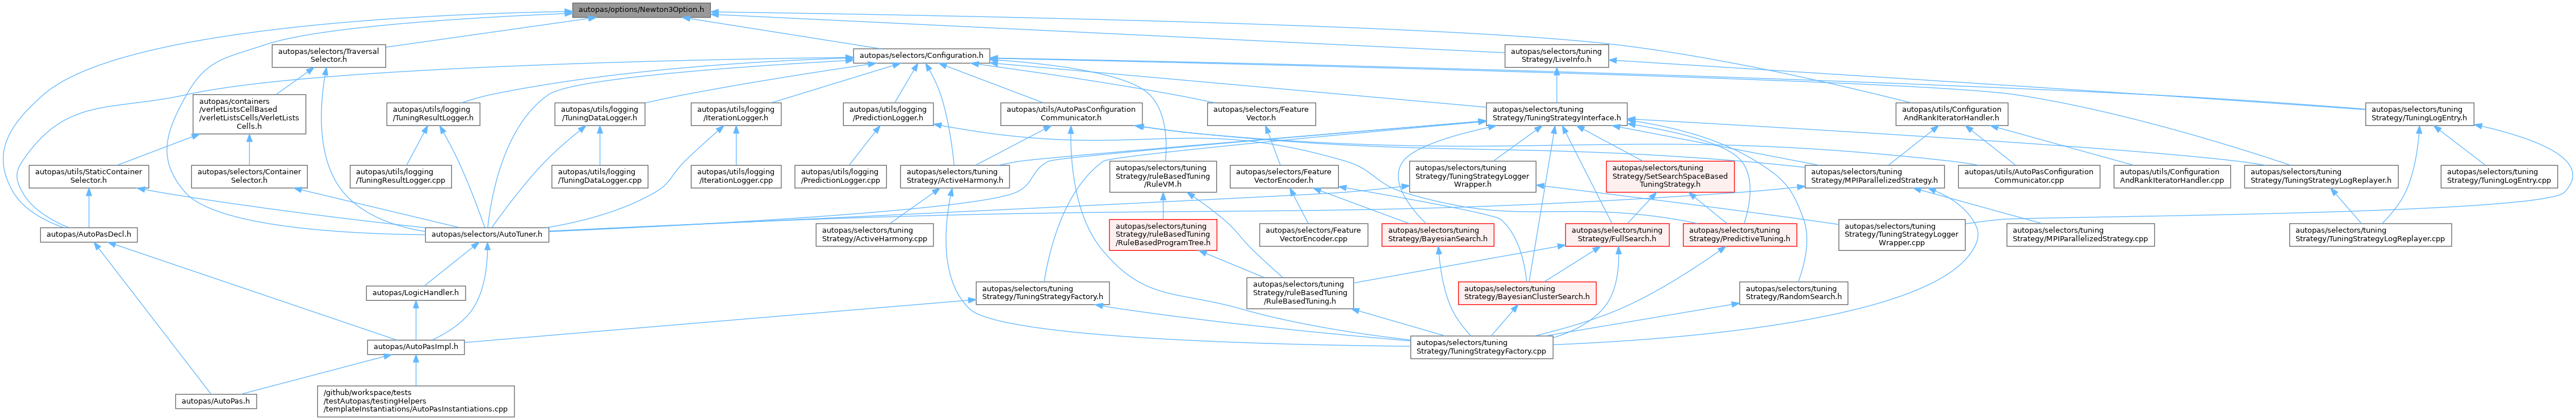 autopas/options/Newton3Option.h
autopas/selectors/Traversal
Selector.h
autopas/selectors/Configuration.h
autopas/selectors/tuning
Strategy/LiveInfo.h
autopas/containers
/verletListsCellBased
/verletListsCells/VerletLists
Cells.h
autopas/utils/logging
/TuningResultLogger.h
autopas/utils/logging
/TuningDataLogger.h
autopas/utils/logging
/IterationLogger.h
autopas/utils/logging
/PredictionLogger.h
autopas/utils/AutoPasConfiguration
Communicator.h
autopas/selectors/Feature
Vector.h
autopas/selectors/tuning
Strategy/TuningStrategyInterface.h
autopas/utils/Configuration
AndRankIteratorHandler.h
autopas/selectors/tuning
Strategy/TuningLogEntry.h
autopas/utils/StaticContainer
Selector.h
autopas/selectors/Container
Selector.h
autopas/utils/logging
/TuningResultLogger.cpp
autopas/utils/logging
/TuningDataLogger.cpp
autopas/utils/logging
/IterationLogger.cpp
autopas/utils/logging
/PredictionLogger.cpp
autopas/selectors/tuning
Strategy/ActiveHarmony.h
autopas/selectors/tuning
Strategy/ruleBasedTuning
/RuleVM.h
autopas/selectors/Feature
VectorEncoder.h
autopas/selectors/tuning
Strategy/TuningStrategyLogger
Wrapper.h
autopas/selectors/tuning
Strategy/SetSearchSpaceBased
TuningStrategy.h
autopas/selectors/tuning
Strategy/MPIParallelizedStrategy.h
autopas/utils/AutoPasConfiguration
Communicator.cpp
autopas/utils/Configuration
AndRankIteratorHandler.cpp
autopas/selectors/tuning
Strategy/TuningStrategyLogReplayer.h
autopas/selectors/tuning
Strategy/TuningLogEntry.cpp
autopas/AutoPasDecl.h
autopas/selectors/AutoTuner.h
autopas/selectors/tuning
Strategy/ActiveHarmony.cpp
autopas/selectors/tuning
Strategy/ruleBasedTuning
/RuleBasedProgramTree.h
autopas/selectors/Feature
VectorEncoder.cpp
autopas/selectors/tuning
Strategy/BayesianSearch.h
autopas/selectors/tuning
Strategy/FullSearch.h
autopas/selectors/tuning
Strategy/PredictiveTuning.h
autopas/selectors/tuning
Strategy/TuningStrategyLogger
Wrapper.cpp
autopas/selectors/tuning
Strategy/MPIParallelizedStrategy.cpp
autopas/selectors/tuning
Strategy/TuningStrategyLogReplayer.cpp
autopas/LogicHandler.h
autopas/selectors/tuning
Strategy/TuningStrategyFactory.h
autopas/selectors/tuning
Strategy/ruleBasedTuning
/RuleBasedTuning.h
autopas/selectors/tuning
Strategy/BayesianClusterSearch.h
autopas/selectors/tuning
Strategy/RandomSearch.h
autopas/AutoPasImpl.h
autopas/selectors/tuning
Strategy/TuningStrategyFactory.cpp
autopas/AutoPas.h
/github/workspace/tests
/testAutopas/testingHelpers
/templateInstantiations/AutoPasInstantiations.cpp